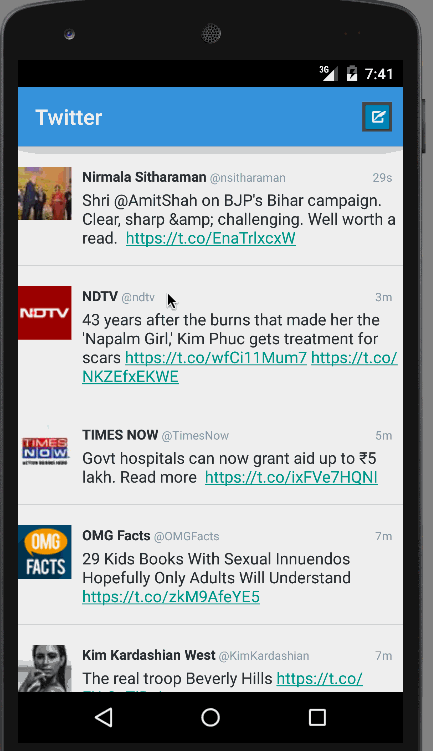 3G 7:41
Twitter
Nirmala Sitharaman @nsitharaman 29s
Shri @AmitShah on BJP's Bihar campaign.
Clear, sharp &amp; challenging. Well worth a
read. https://t.co/EnaTrlxcxW
NDTV
NDTV @ndtv 3m
43 years after the burns that made her the
'Napalm Girl,' Kim Phuc gets treatment for
scars https://t.co/wfCi11Mum7 https://t.co/
NKZEfxEKWE
TIMES
NOW
TIMES NOW @TimesNow 5m
Govt hospitals can now grant aid up to ₹5
lakh. Read more https://t.co/ixFVe7HQNI
OMG
FACTS
OMG Facts @OMGFacts 7m
29 Kids Books With Sexual Innuendos
Hopefully Only Adults Will Understand
https://t.co/zkM9AfeYE5
Kim Kardashian West @KimKardashian 7m
The real troop Beverly Hills https://t.co/